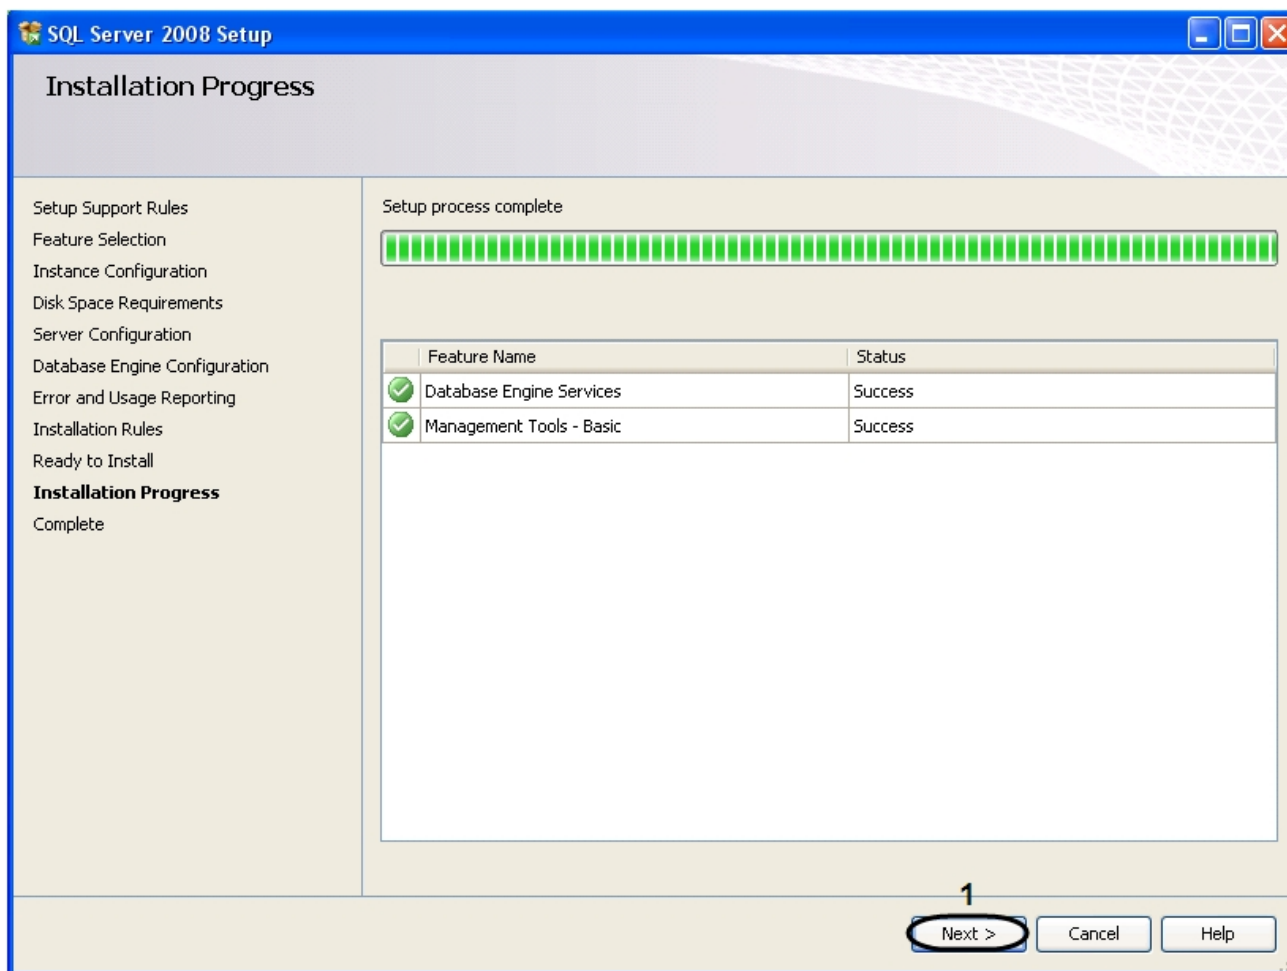 SQL Server 2008 Setup
Installation Progress
Setup Support Rules
Feature Selection
Instance Configuration
Disk Space Requirements
Server Configuration
Database Engine Configuration
Error and Usage Reporting
Installation Rules
Ready to Install
Installation Progress
Complete
Setup process complete
Feature Name Status
Database Engine Services Success
Management Tools - Basic Success
1
Next > Cancel Help